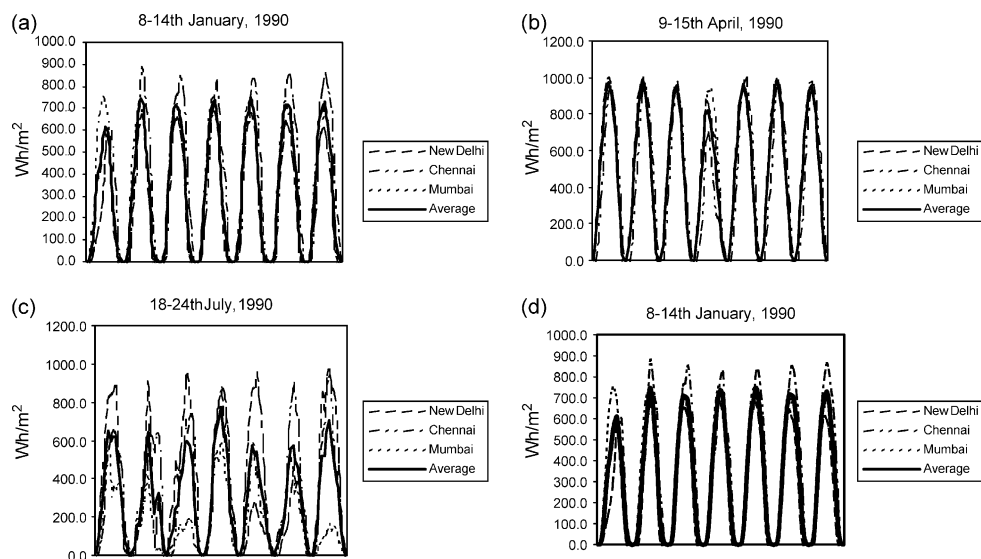 (a)
8-14th January, 1990
1000.0
900.0
800.0
700.0
600.0
500.0
400.0
300.0
200.0
100.0
0.0
Wh/m2
New Delhi
Chennai
Mumbai
Average
(b)
9-15th April, 1990
1200.0
1000.0
800.0
600.0
400.0
200.0
0.0
Wh/m2
New Delhi
Chennai
Mumbai
Average
(c)
18-24th July, 1990
1200.0
1000.0
800.0
600.0
400.0
200.0
0.0
Wh/m2
New Delhi
Chennai
Mumbai
Average
(d)
8-14th January, 1990
1000.0
900.0
800.0
700.0
600.0
500.0
400.0
300.0
200.0
100.0
0.0
Wh/m2
New Delhi
Chennai
Mumbai
Average